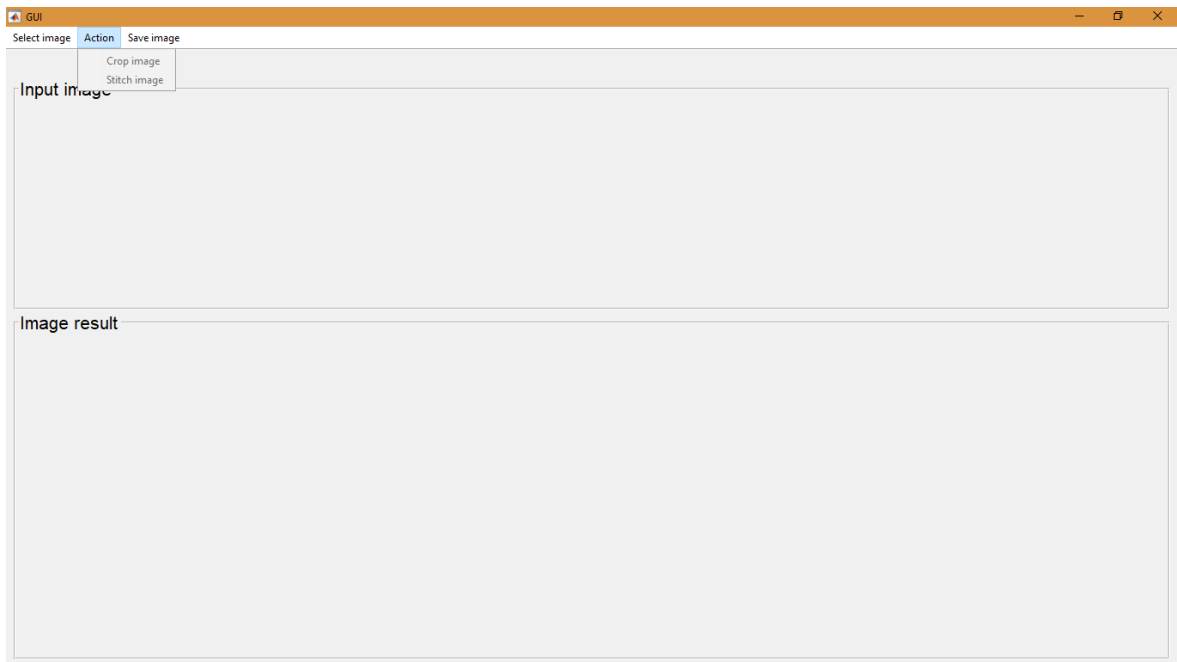 GUI
Select image Action Save image
Crop image
Stitch image
Input image
Image result